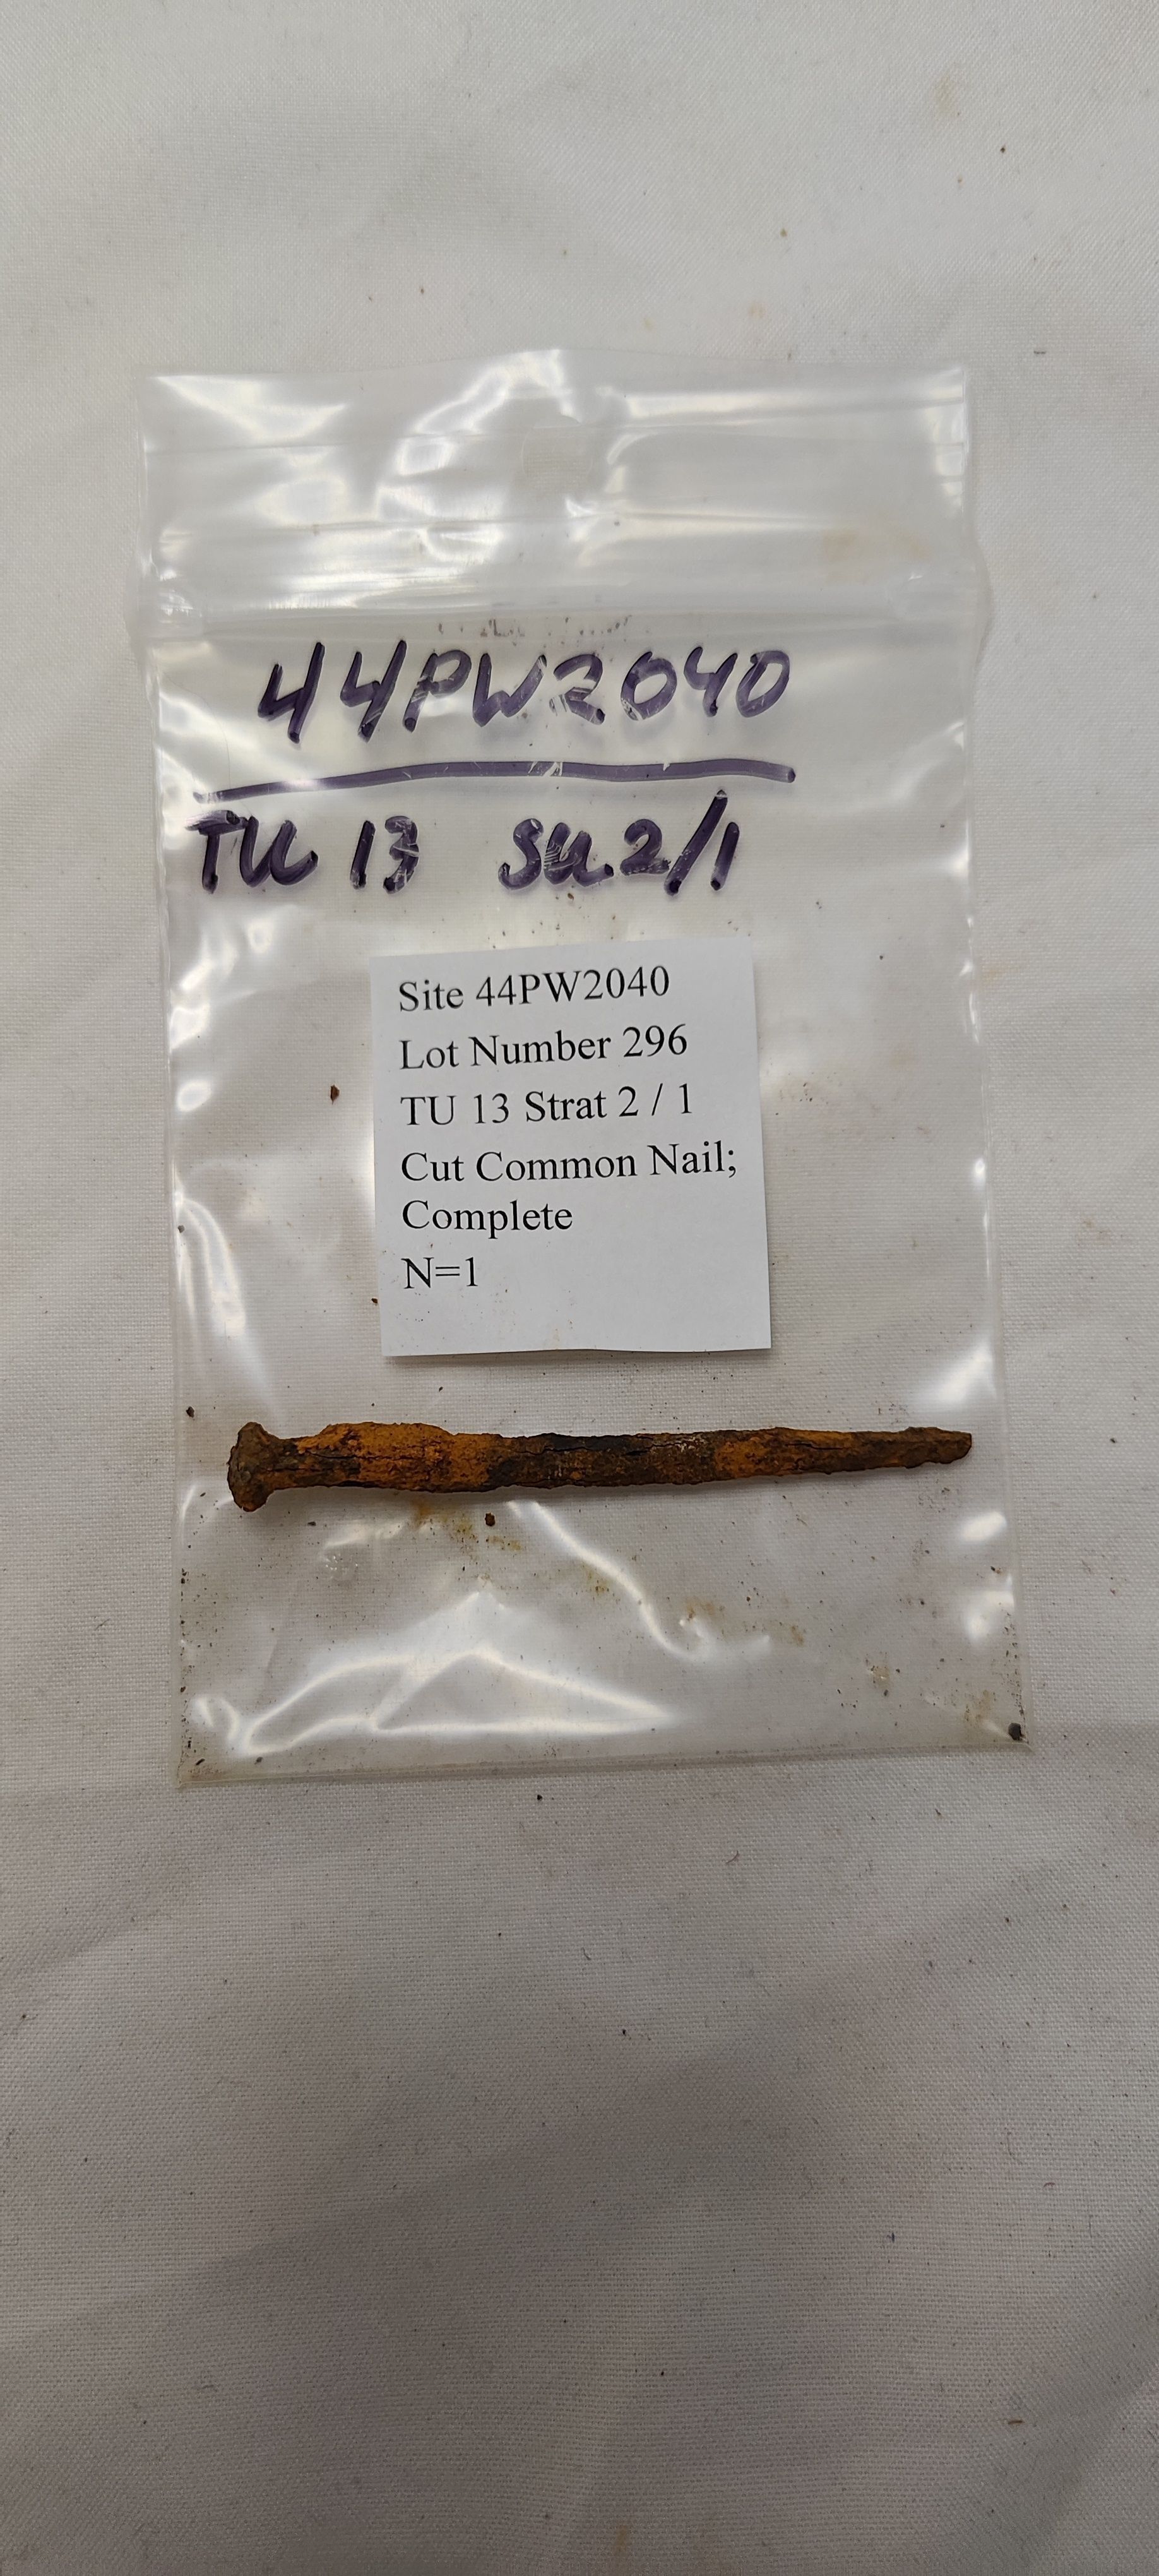 44PW2040
TU 13 SU.2/1
Site 44PW2040
Lot Number 296
TU 13 Strat 2 / 1
Cut Common Nail;
Complete
N=1